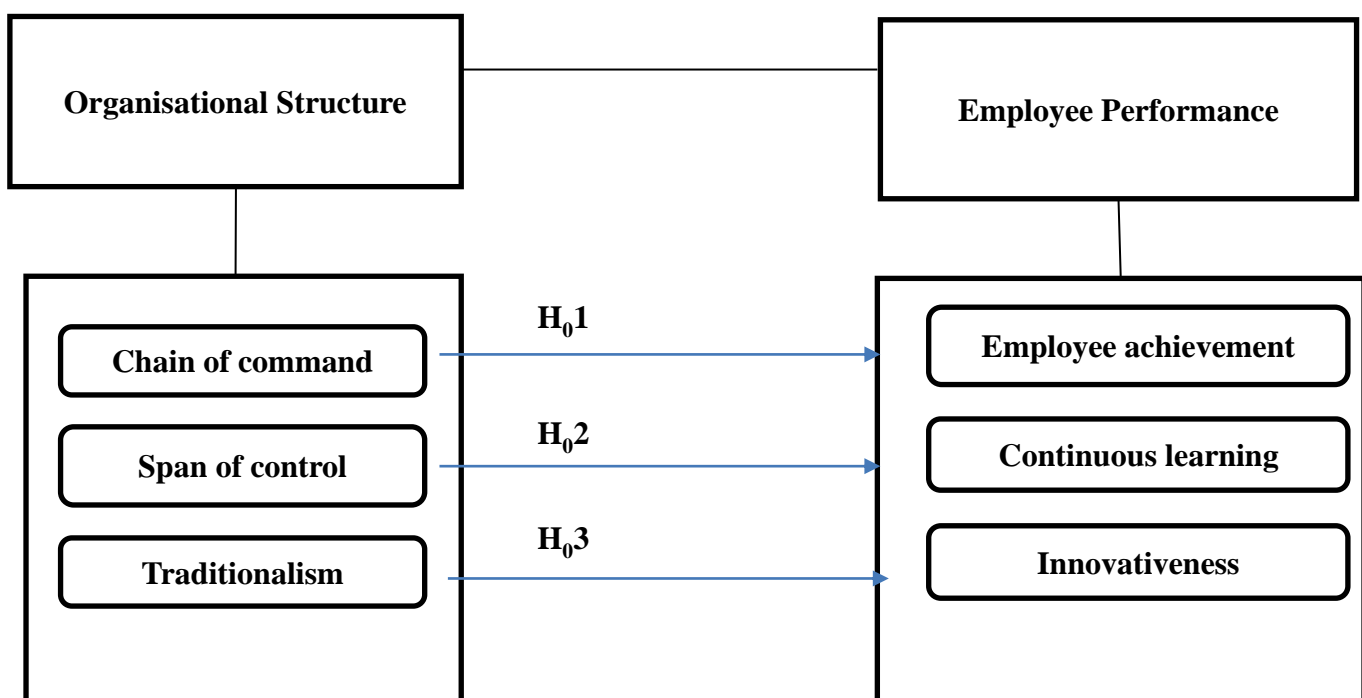 Organisational Structure
Employee Performance
Chain of command
Span of control
Traditionalism
H₀1
H₀2
H₀3
Employee achievement
Continuous learning
Innovativeness